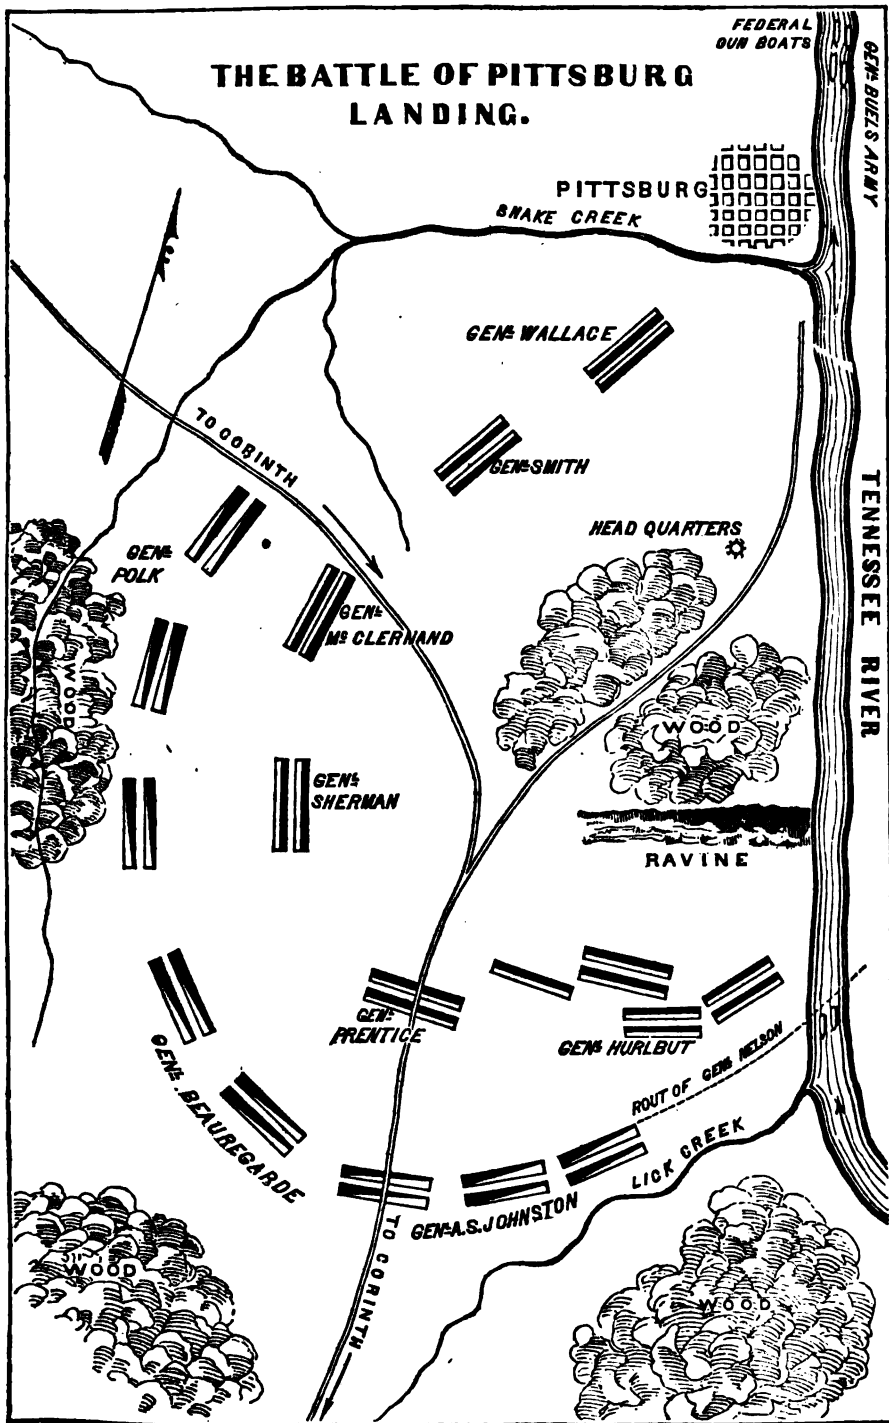 FEDERAL
GUN BOATS
GENL BUELS ARMY
THE BATTLE OF PITTSBURG
LANDING.
PITTSBURG
SNAKE CREEK
GENL WALLACE
TO CORINTH
GENL SMITH
TENNESSEE RIVER
HEAD QUARTERS
GENL
POLK
GENL
Mc CLERNAND
WOOD
WOOD
GENL
SHERMAN
RAVINE
GENL
PRENTICE
GENL HURLBUT
ROUT OF GENL NELSON
GENL BEAUREGARDE
LICK CREEK
GENL A.S. JOHNSTON
TO CORINTH
WOOD
WOOD